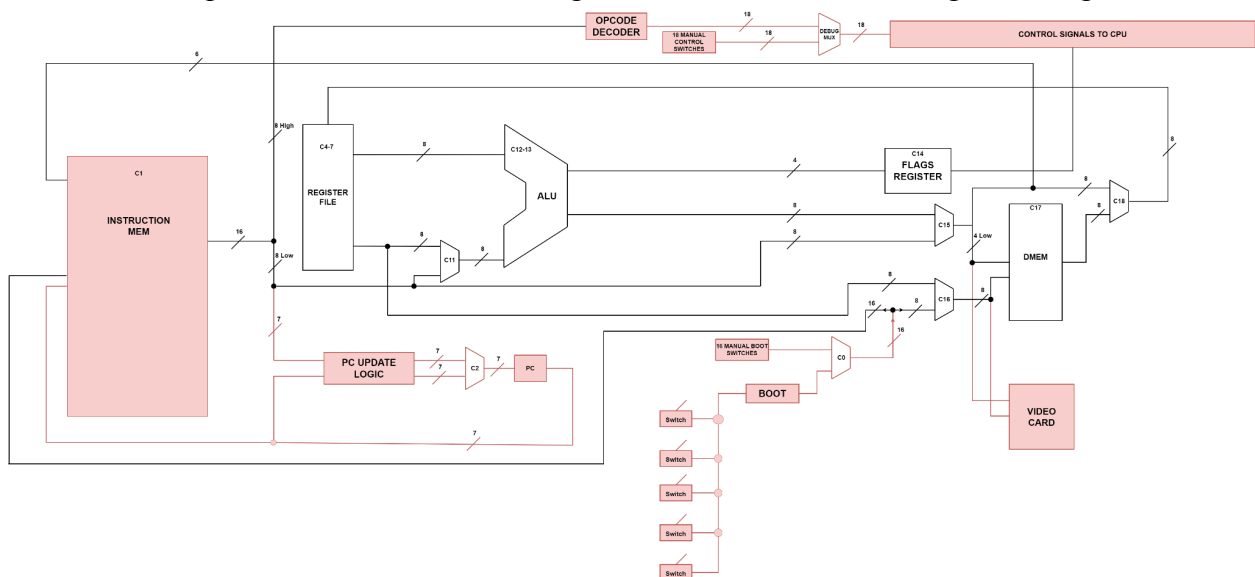 OPCODE
DECODER
18
18 MANUAL
CONTROL
SWITCHES
18
DEBUG
MUX
18
CONTROL SIGNALS TO CPU
6
8 High
C1
INSTRUCTION
MEM
16
8 Low
C4-7
REGISTER
FILE
8
8
C11
8
C12-13
ALU
4
C14
FLAGS
REGISTER
8
8
C15
8
4 Low
C17
DMEM
8
C18
8
8
16
8
C16
8
16
16 MANUAL BOOT
SWITCHES
C0
BOOT
7
PC UPDATE
LOGIC
7
7
C2
7
PC
7
Switch
Switch
Switch
Switch
Switch
VIDEO
CARD